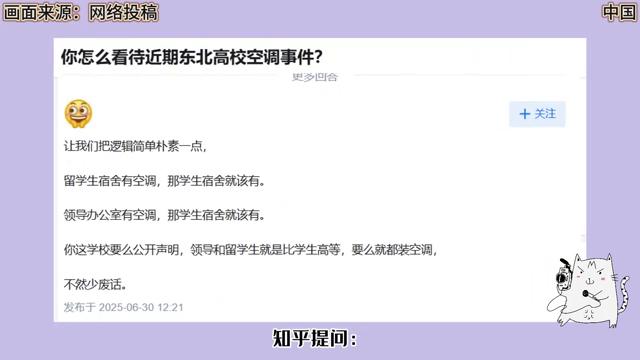 画面来源：网络投稿
中国
你怎么看待近期东北高校空调事件？
更多回答
+ 关注
让我们把逻辑简单朴素一点，
留学生宿舍有空调，那学生宿舍就该有。
领导办公室有空调，那学生宿舍就该有。
你这学校要么公开声明，领导和留学生就是比学生高等，要么就都装空调，
不然少废话。
发布于 2025-06-30 12:21
知乎提问：